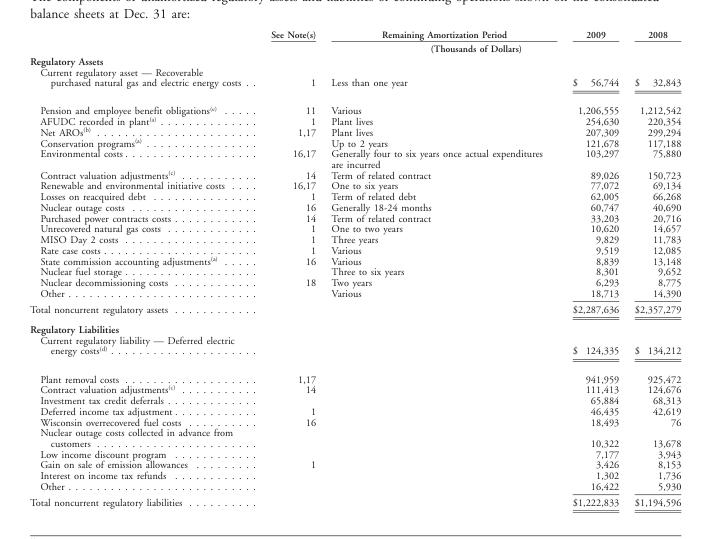 balance sheets at Dec. 31 are:
See Note(s) Remaining Amortization Period 2009 2008
(Thousands of Dollars)
Regulatory Assets
Current regulatory asset — Recoverable
purchased natural gas and electric energy costs . . 1 Less than one year $ 56,744 $ 32,843
Pension and employee benefit obligations(e) . . . . . 11 Various 1,206,555 1,212,542
AFUDC recorded in plant(a) . . . . . . . . . . . . . . . 1 Plant lives 254,630 220,354
Net AROs(b) . . . . . . . . . . . . . . . . . . . . . . . . 1,17 Plant lives 207,309 299,294
Conservation programs(a) . . . . . . . . . . . . . . . . . Up to 2 years 121,678 117,188
Environmental costs . . . . . . . . . . . . . . . . . . . . 16,17 Generally four to six years once actual expenditures 103,297 75,880
are incurred
Contract valuation adjustments(c) . . . . . . . . . . . . 14 Term of related contract 89,026 150,723
Renewable and environmental initiative costs . . . . 16,17 One to six years 77,072 69,134
Losses on reacquired debt . . . . . . . . . . . . . . . . 1 Term of related debt 62,005 66,268
Nuclear outage costs . . . . . . . . . . . . . . . . . . . 16 Generally 18-24 months 60,747 40,690
Purchased power contracts costs . . . . . . . . . . . . 14 Term of related contract 33,203 20,716
Unrecovered natural gas costs . . . . . . . . . . . . . 1 One to two years 10,620 14,657
MISO Day 2 costs . . . . . . . . . . . . . . . . . . . . . 1 Three years 9,829 11,783
Rate case costs . . . . . . . . . . . . . . . . . . . . . . . 1 Various 9,519 12,085
State commission accounting adjustments(a) . . . . . 16 Various 8,839 13,148
Nuclear fuel storage . . . . . . . . . . . . . . . . . . . . Three to six years 8,301 9,652
Nuclear decommissioning costs . . . . . . . . . . . . . 18 Two years 6,293 8,775
Other . . . . . . . . . . . . . . . . . . . . . . . . . . . . Various 18,713 14,390
Total noncurrent regulatory assets . . . . . . . . . . . . $2,287,636 $2,357,279
Regulatory Liabilities
Current regulatory liability — Deferred electric
energy costs(d) . . . . . . . . . . . . . . . . . . . . . . $ 124,335 $ 134,212
Plant removal costs . . . . . . . . . . . . . . . . . . . . 1,17 941,959 925,472
Contract valuation adjustments(c) . . . . . . . . . . . . 14 111,413 124,676
Investment tax credit deferrals . . . . . . . . . . . . . . 65,884 68,313
Deferred income tax adjustment . . . . . . . . . . . . . 1 46,435 42,619
Wisconsin overrecovered fuel costs . . . . . . . . . . . 16 18,493 76
Nuclear outage costs collected in advance from
customers . . . . . . . . . . . . . . . . . . . . . . . . 10,322 13,678
Low income discount program . . . . . . . . . . . . . 7,177 3,943
Gain on sale of emission allowances . . . . . . . . . 1 3,426 8,153
Interest on income tax refunds . . . . . . . . . . . . . 1,302 1,736
Other . . . . . . . . . . . . . . . . . . . . . . . . . . . . 16,422 5,930
Total noncurrent regulatory liabilities . . . . . . . . . . $1,222,833 $1,194,596